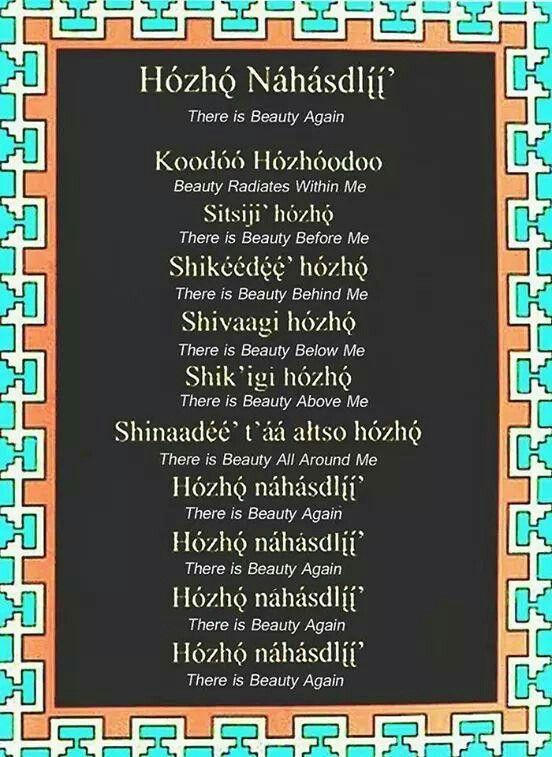 Hózhǫ́ Náhásdlį́į́’
There is Beauty Again
Koodóó Hózhóodoo
Beauty Radiates Within Me
Sitsiji’ hózhǫ́
There is Beauty Before Me
Shikéédę́ę́’ hózhǫ́
There is Beauty Behind Me
Shivaagi hózhǫ́
There is Beauty Below Me
Shik’igi hózhǫ́
There is Beauty Above Me
Shinaadéé’ t’áá ałtso hózhǫ́
There is Beauty All Around Me
Hózhǫ́ náhásdlį́į́’
There is Beauty Again
Hózhǫ́ náhásdlį́į́’
There is Beauty Again
Hózhǫ́ náhásdlį́į́’
There is Beauty Again
Hózhǫ́ náhásdlį́į́’
There is Beauty Again